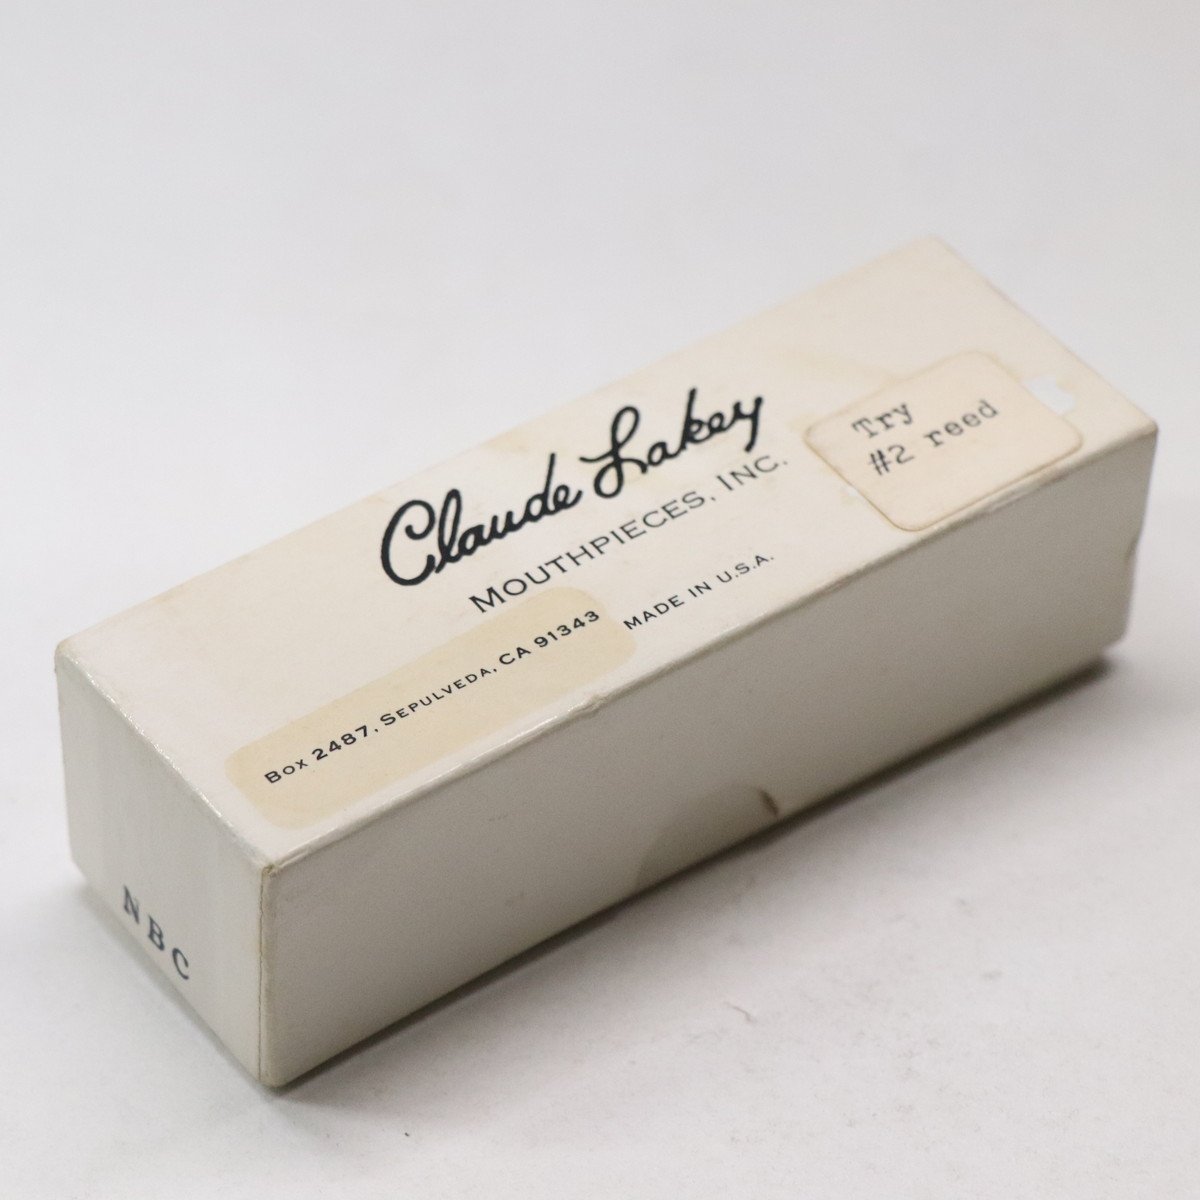 Claude Lakey
MOUTHPIECES, INC.
BOX 2487, SEPULVEDA, CA 91343
MADE IN U.S.A.
Try
#2 reed
NBC